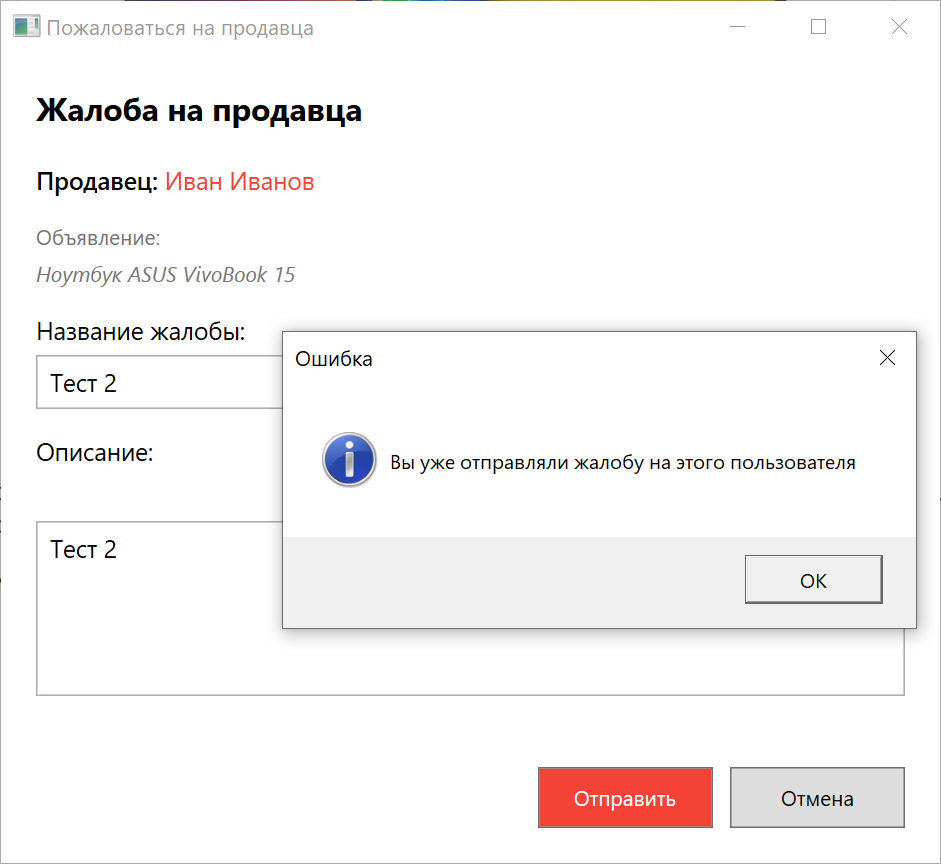 Пожаловаться на продавца
Жалоба на продавца
Продавец: Иван Иванов
Объявление:
Ноутбук ASUS VivoBook 15
Название жалобы:
Тест 2
Ошибка
Вы уже отправляли жалобу на этого пользователя
OK
Описание:
Тест 2
Отправить
Отмена